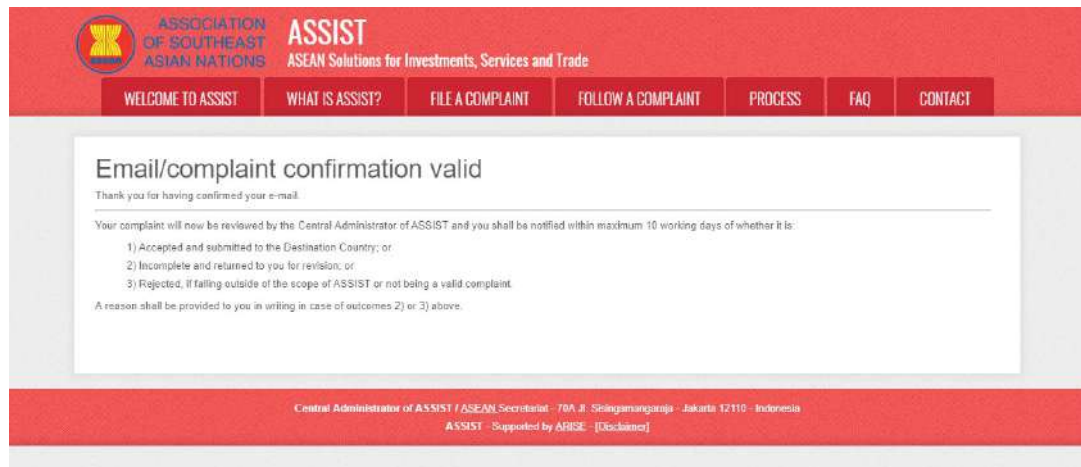 ASSOCIATION
OF SOUTHEAST
ASIAN NATIONS
ASSIST
ASEAN Solutions for Investments, Services and Trade
WELCOME TO ASSIST WHAT IS ASSIST? FILE A COMPLAINT FOLLOW A COMPLAINT PROCESS FAQ CONTACT
Email/complaint confirmation valid
Thank you for having confirmed your e-mail.
Your complaint will now be reviewed by the Central Administrator of ASSIST and you shall be notified within maximum 10 working days of whether it is:
1) Accepted and submitted to the Destination Country; or
2) Incomplete and returned to you for revision; or
3) Rejected, if falling outside of the scope of ASSIST or not being a valid complaint.
A reason shall be provided to you in writing in case of outcomes 2) or 3) above.
Central Administrator of ASSIST / ASEAN Secretariat - 70A Jl. Sisingamangaraja - Jakarta 12110 - Indonesia
ASSIST - Supported by ARISE - [Disclaimer]